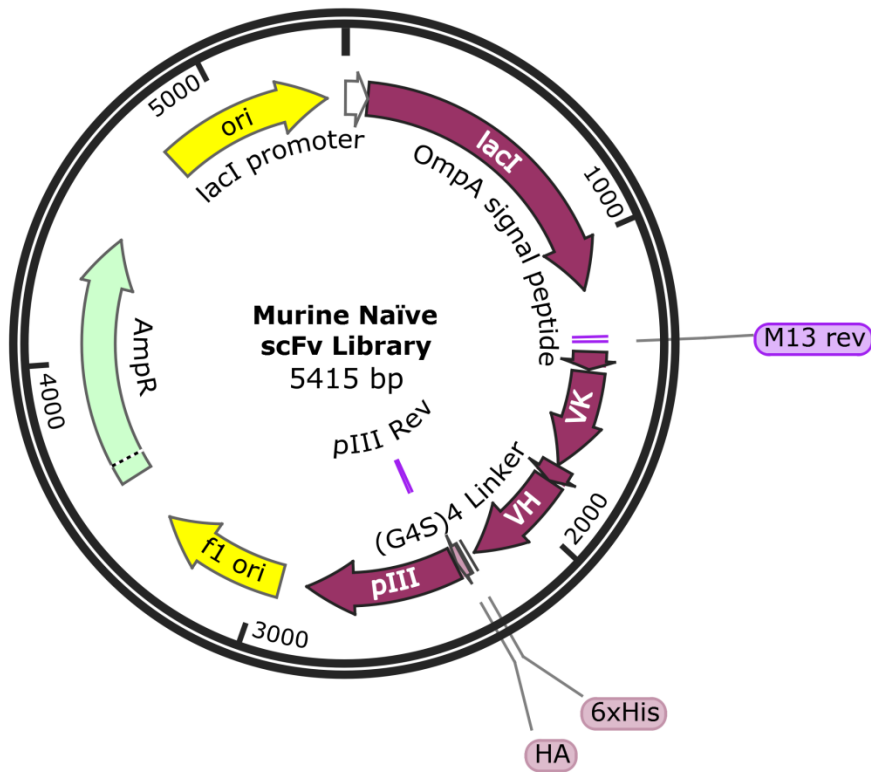 5000
ori
lacI promoter
lacI
OmpA signal peptide
1000
M13 rev
Murine Naïve
scFv Library
5415 bp
AmpR
4000
VK
pIII Rev
(G4S)4 Linker
VH
2000
f1 ori
pIII
3000
6xHis
HA